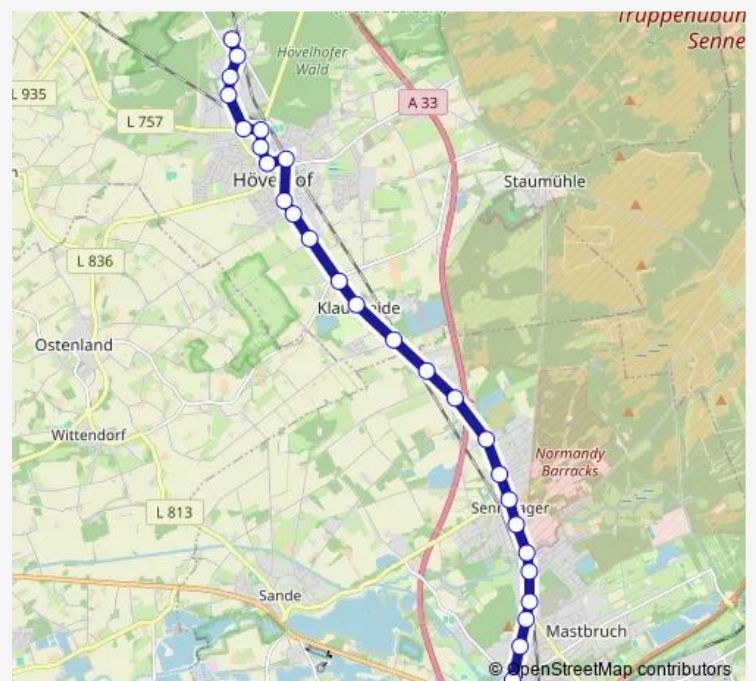 Truppenübun
Senne
Hövelhofer
Wald
L 935
A 33
L 757
Staumühle
L 836
Ostenland
Wittendorf
Normandy
Barracks
L 813
Sande
Mastbruch
© OpenStreetMap contributors